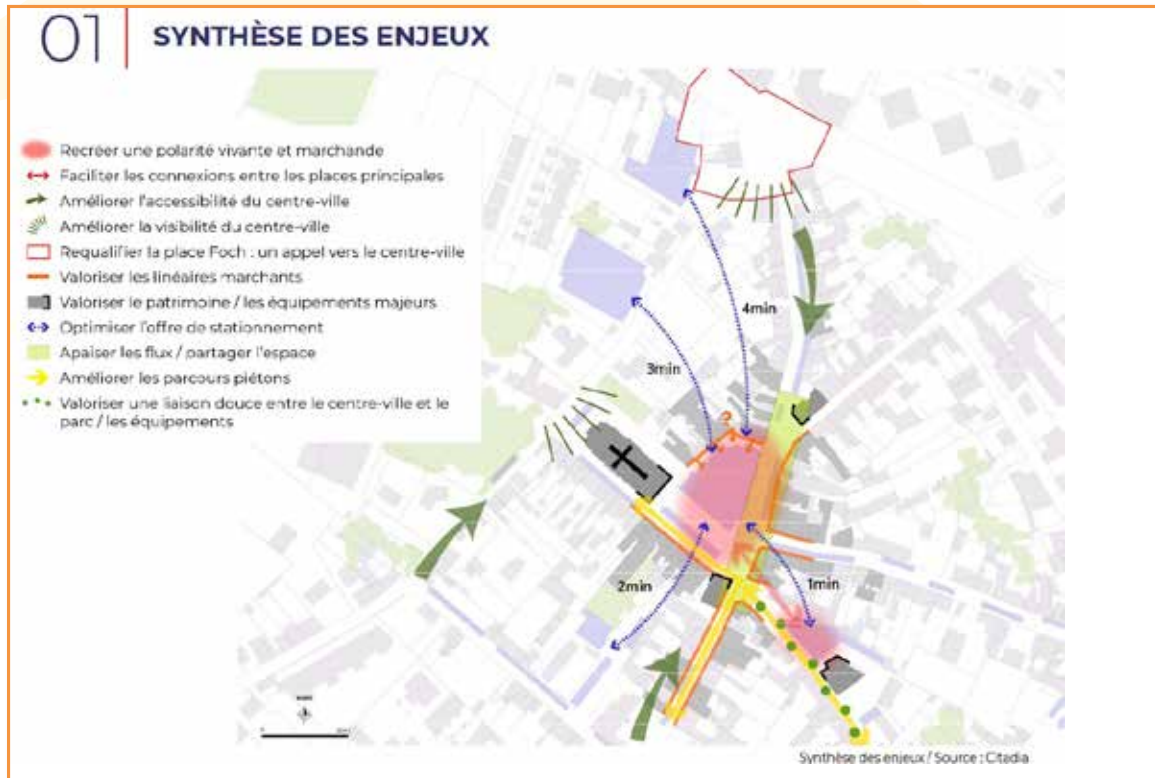 01
SYNTHÈSE DES ENJEUX
Recréer une polarité vivante et marchande
Faciliter les connexions entre les places principales
Améliorer l'accessibilité du centre-ville
Améliorer la visibilité du centre-ville
Requalifier la place Foch : un appel vers le centre-ville
Valoriser les linéaires marchants
Valoriser le patrimoine / les équipements majeurs
Optimiser l'offre de stationnement
Apaiser les flux / partager l'espace
Améliorer les parcours piétons
Valoriser une liaison douce entre le centre-ville et le
parc / les équipements
4min
3min
?
2min
1min
Synthèse des enjeux / Source : Citadia